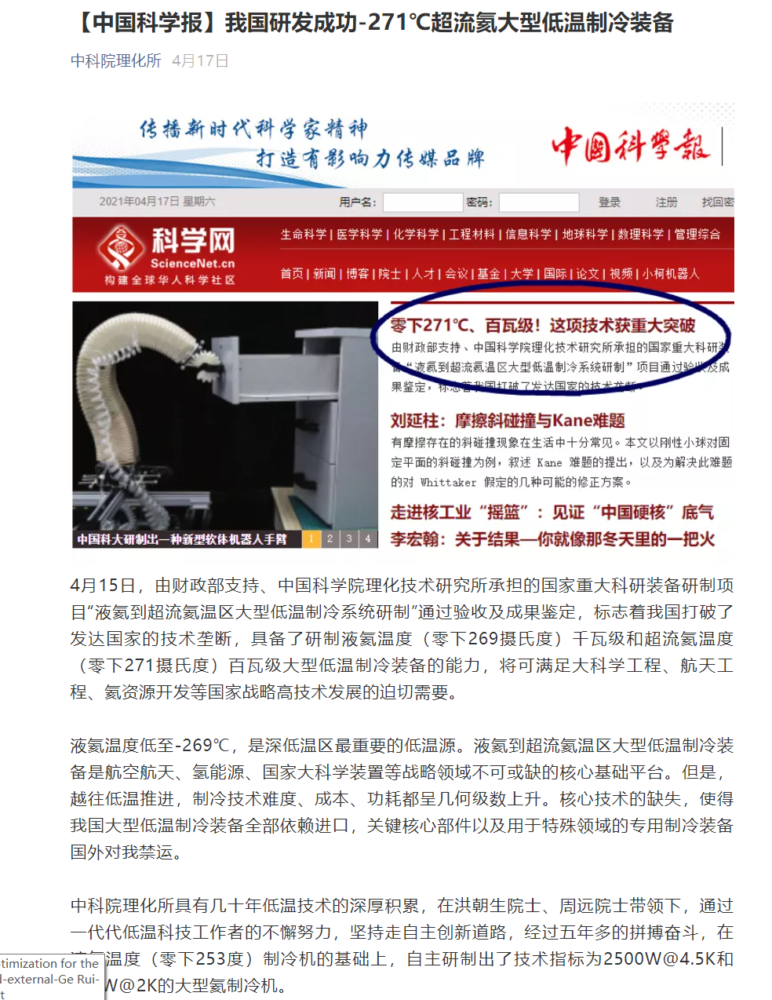 【中国科学报】我国研发成功-271℃超流氦大型低温制冷装备
中科院理化所 4月17日
传播新时代科学家精神
打造有影响力传媒品牌
中国科学报
2021年04月17日 星期六 用户名: 密码: 登录 注册 找回密
科学网
ScienceNet.cn
构建全球华人科学社区
生命科学 | 医学科学 | 化学科学 | 工程材料 | 信息科学 | 地球科学 | 数理科学 | 管理综合
首页 | 新闻 | 博客 | 院士 | 人才 | 会议 | 基金 | 大学 | 国际 | 论文 | 视频 | 小柯机器人
零下271℃、百瓦级！这项技术获重大突破
由财政部支持、中国科学院理化技术研究所承担的国家重大科研装
备“液氦到超流氦温区大型低温制冷系统研制”项目通过验收及成
果鉴定，标志着我国打破了发达国家的技术垄断。
刘延柱：摩擦斜碰撞与Kane难题
有摩擦存在的斜碰撞现象在生活中十分常见。本文以刚性小球对固
定平面的斜碰撞为例，叙述 Kane 难题的提出，以及为解决此难题
的对 Whittaker 假定的几种可能的修正方案。
走进核工业“摇篮”：见证“中国硬核”底气
李宏翰：关于结果—你就像那冬天里的一把火
中国科大研制出一种新型软体机器人手臂 1 2 3 4
4月15日，由财政部支持、中国科学院理化技术研究所承担的国家重大科研装备研制项
目“液氦到超流氦温区大型低温制冷系统研制”通过验收及成果鉴定，标志着我国打破了
发达国家的技术垄断，具备了研制液氦温度（零下269摄氏度）千瓦级和超流氦温度
（零下271摄氏度）百瓦级大型低温制冷装备的能力，将可满足大科学工程、航天工
程、氦资源开发等国家战略高技术发展的迫切需要。
液氦温度低至-269℃，是深低温区最重要的低温源。液氦到超流氦温区大型低温制冷装
备是航空航天、氢能源、国家大科学装置等战略领域不可或缺的核心基础平台。但是，
越往低温推进，制冷技术难度、成本、功耗都呈几何级数上升。核心技术的缺失，使得
我国大型低温制冷装备全部依赖进口，关键核心部件以及用于特殊领域的专用制冷装备
国外对我禁运。
中科院理化所具有几十年低温技术的深厚积累，在洪朝生院士、周远院士带领下，通过
一代代低温科技工作者的不懈努力，坚持走自主创新道路，经过五年多的拼搏奋斗，在
温度（零下253度）制冷机的基础上，自主研制出了技术指标为2500W@4.5K和
W@2K的大型氦制冷机。
timization for the
d-external-Ge Rui-
t